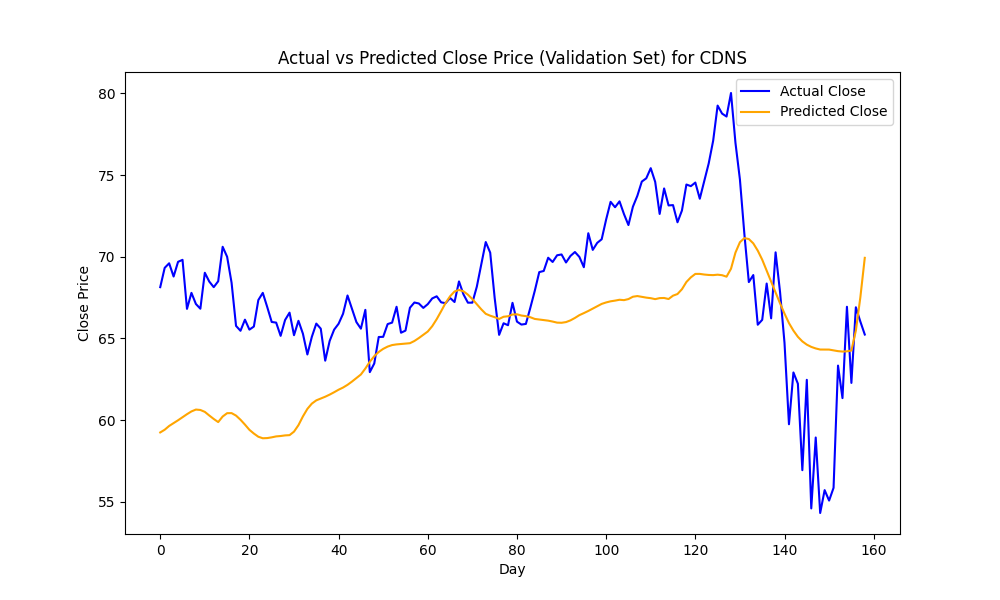 Actual vs Predicted Close Price (Validation Set) for CDNS
Actual Close
Predicted Close
Close Price
80
75
70
65
60
55
0 20 40 60 80 100 120 140 160
Day